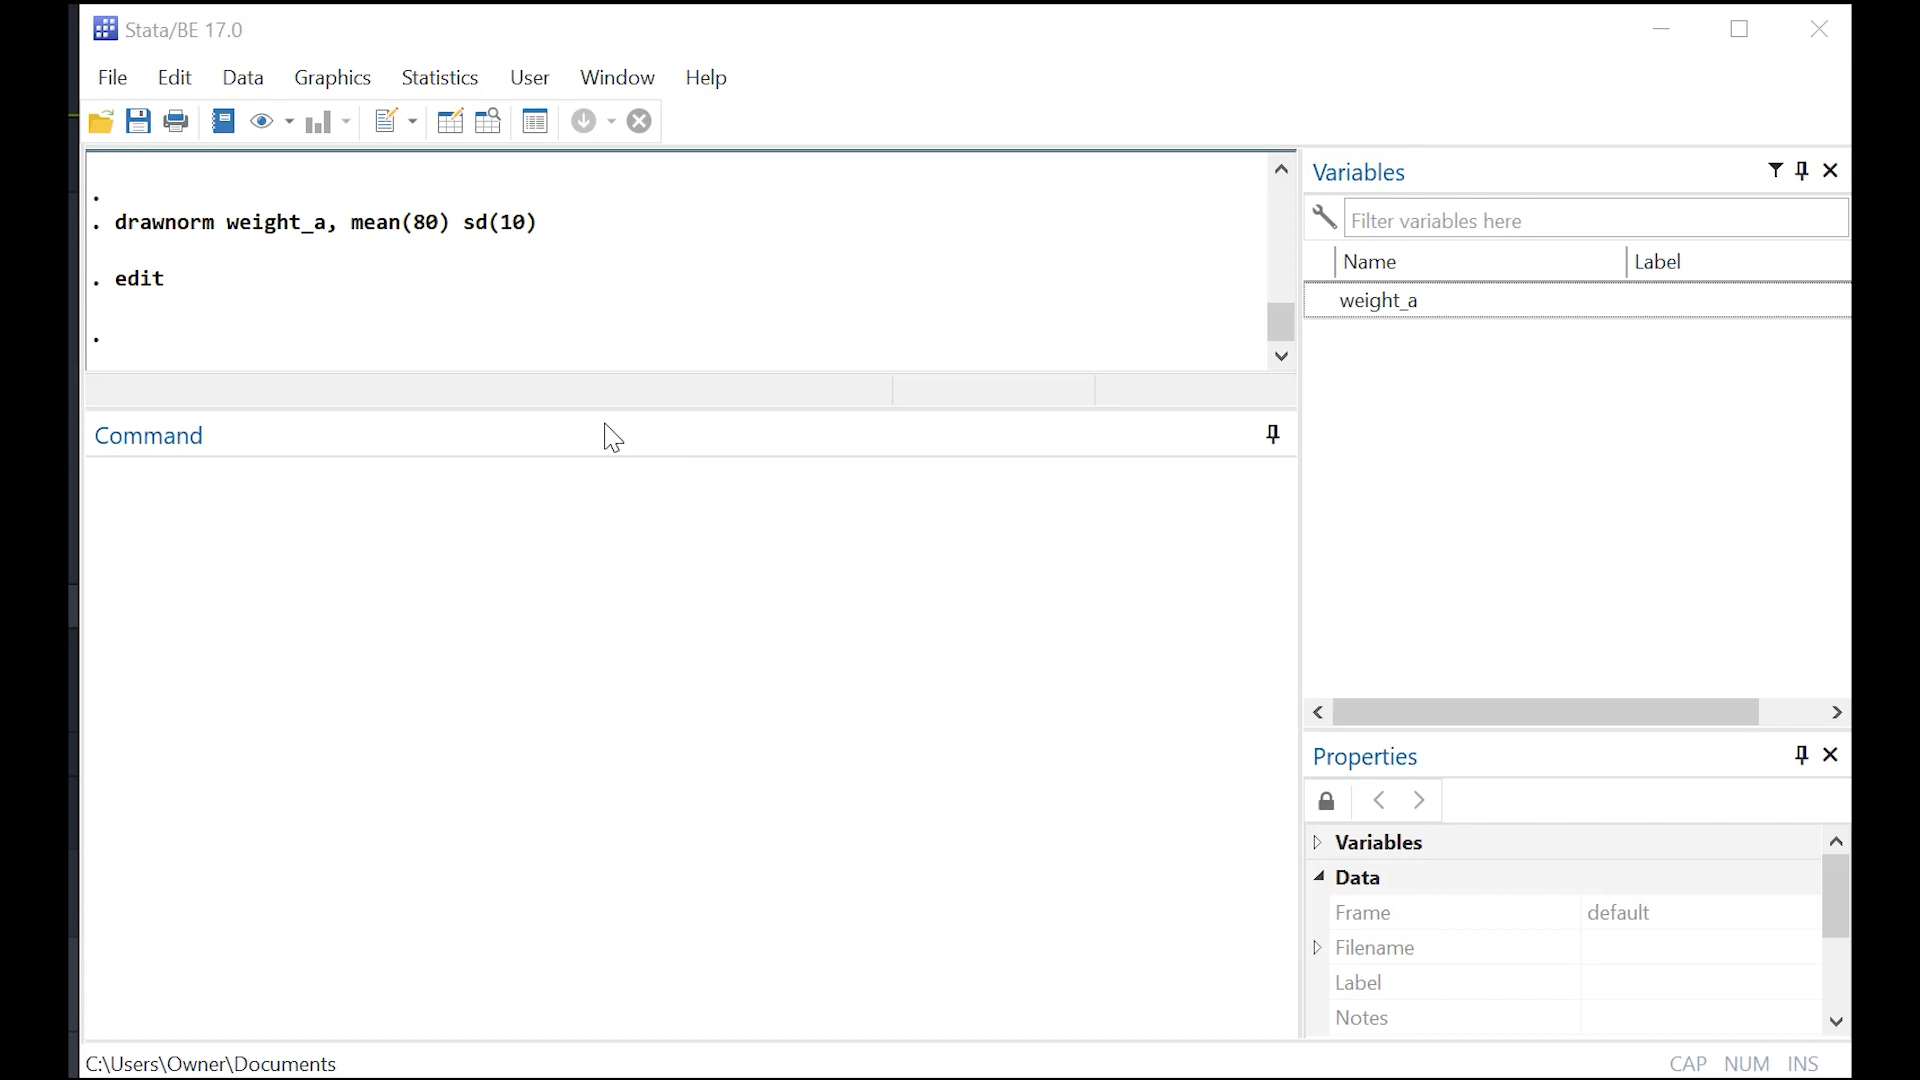 Stata/BE 17.0
File Edit Data Graphics Statistics User Window Help
.
. drawnorm weight_a, mean(80) sd(10)
. edit
.
Command
Variables
Filter variables here
Name Label
weight_a
Properties
Variables
Data
Frame default
Filename
Label
Notes
C:\Users\Owner\Documents
CAP NUM INS